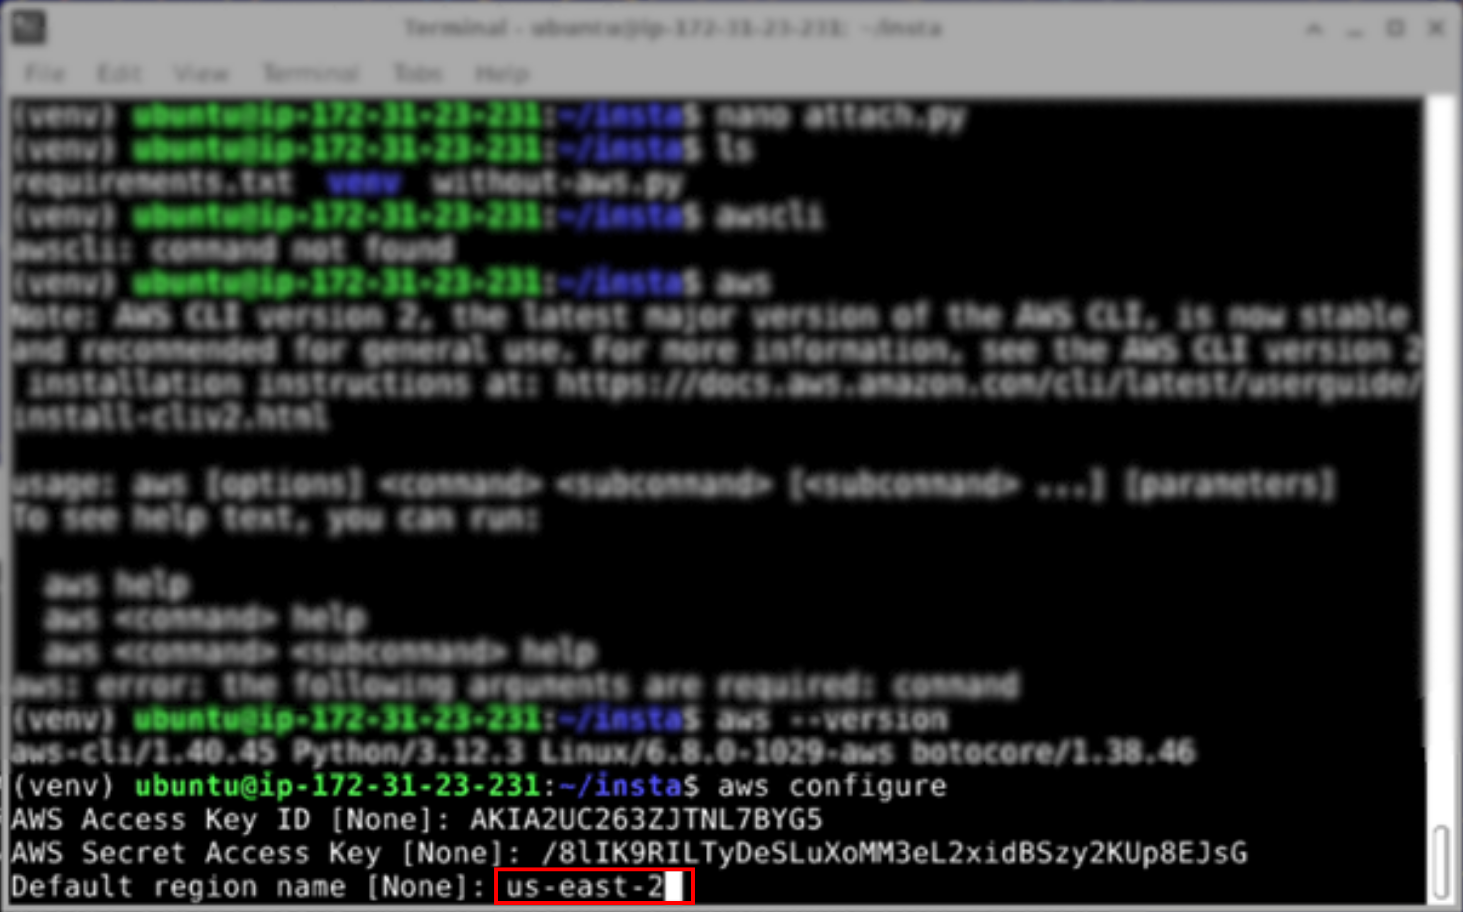 Terminal - ubuntu@ip-172-31-23-231: ~/insta
File Edit View Terminal Tabs Help
(venv) ubuntu@ip-172-31-23-231:~/insta$ nano attach.py
(venv) ubuntu@ip-172-31-23-231:~/insta$ ls
requirements.txt venv without-aws.py
(venv) ubuntu@ip-172-31-23-231:~/insta$ awscli
awscli: command not found
(venv) ubuntu@ip-172-31-23-231:~/insta$ aws
Note: AWS CLI version 2, the latest major version of the AWS CLI, is now stable
and recommended for general use. For more information, see the AWS CLI version 2
installation instructions at: https://docs.aws.amazon.com/cli/latest/userguide/
install-cliv2.html
usage: aws [options] <command> <subcommand> [<subcommand> ...] [parameters]
To see help text, you can run:
aws help
aws <command> help
aws <command> <subcommand> help
aws: error: the following arguments are required: command
(venv) ubuntu@ip-172-31-23-231:~/insta$ aws --version
aws-cli/1.40.45 Python/3.12.3 Linux/6.8.0-1029-aws botocore/1.38.46
(venv) ubuntu@ip-172-31-23-231:~/insta$ aws configure
AWS Access Key ID [None]: AKIA2UC263ZJTNL7BYG5
AWS Secret Access Key [None]: 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
Default region name [None]: us-east-2